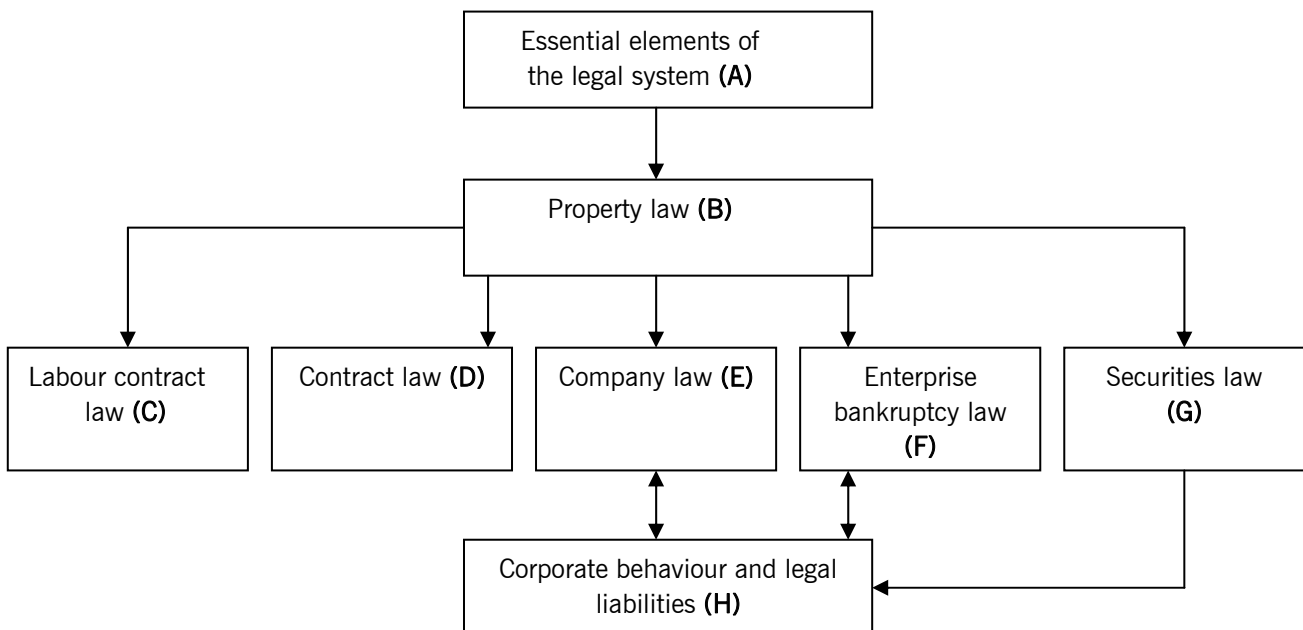 Essential elements of
the legal system (A)
Property law (B)
Labour contract
law (C)
Contract law (D)
Company law (E)
Enterprise
bankruptcy law
(F)
Securities law
(G)
Corporate behaviour and legal
liabilities (H)